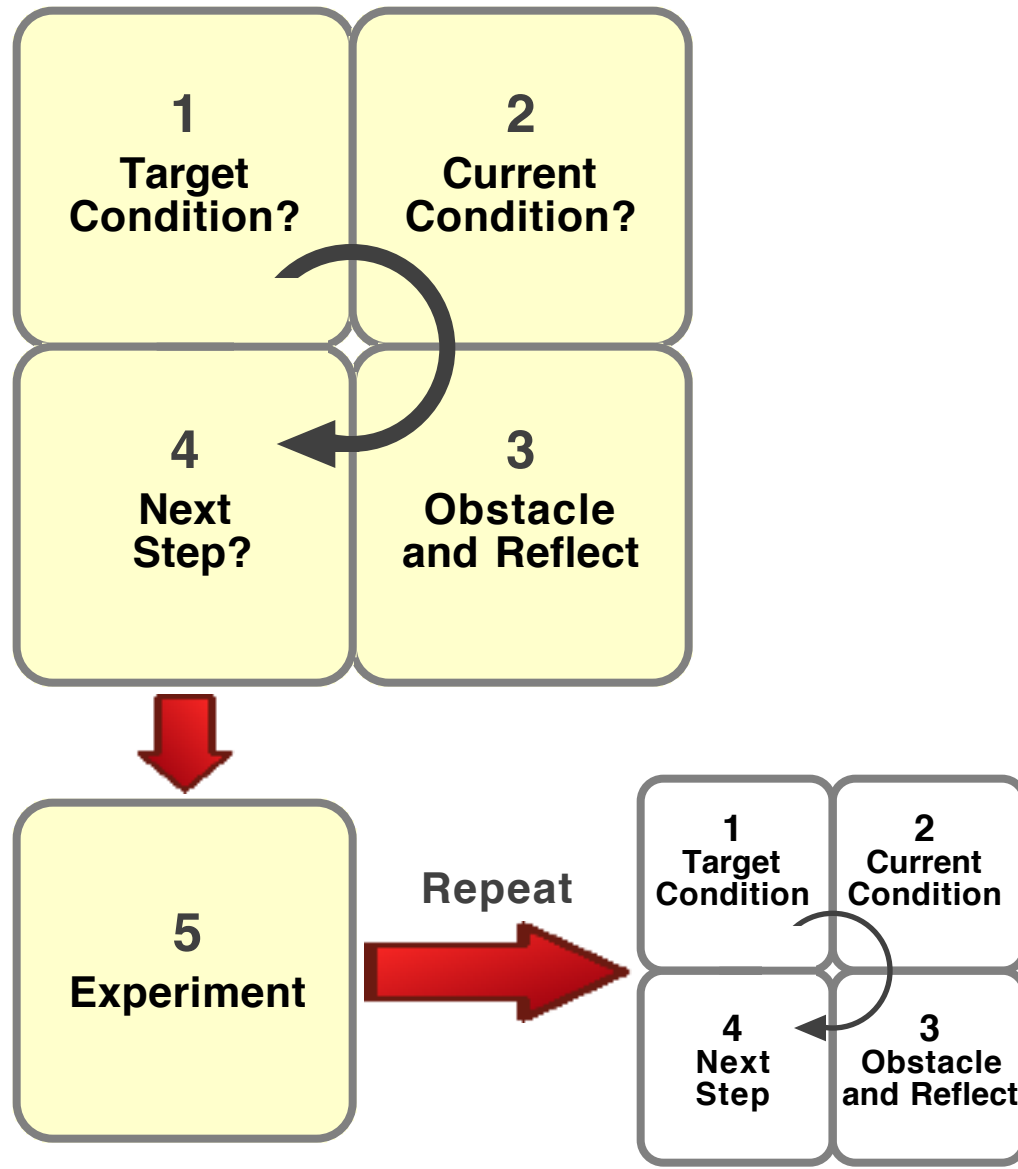 1
Target
Condition?
2
Current
Condition?
4
Next
Step?
3
Obstacle
and Reflect
5
Experiment
Repeat
1
Target
Condition
2
Current
Condition
4
Next
Step
3
Obstacle
and Reflect